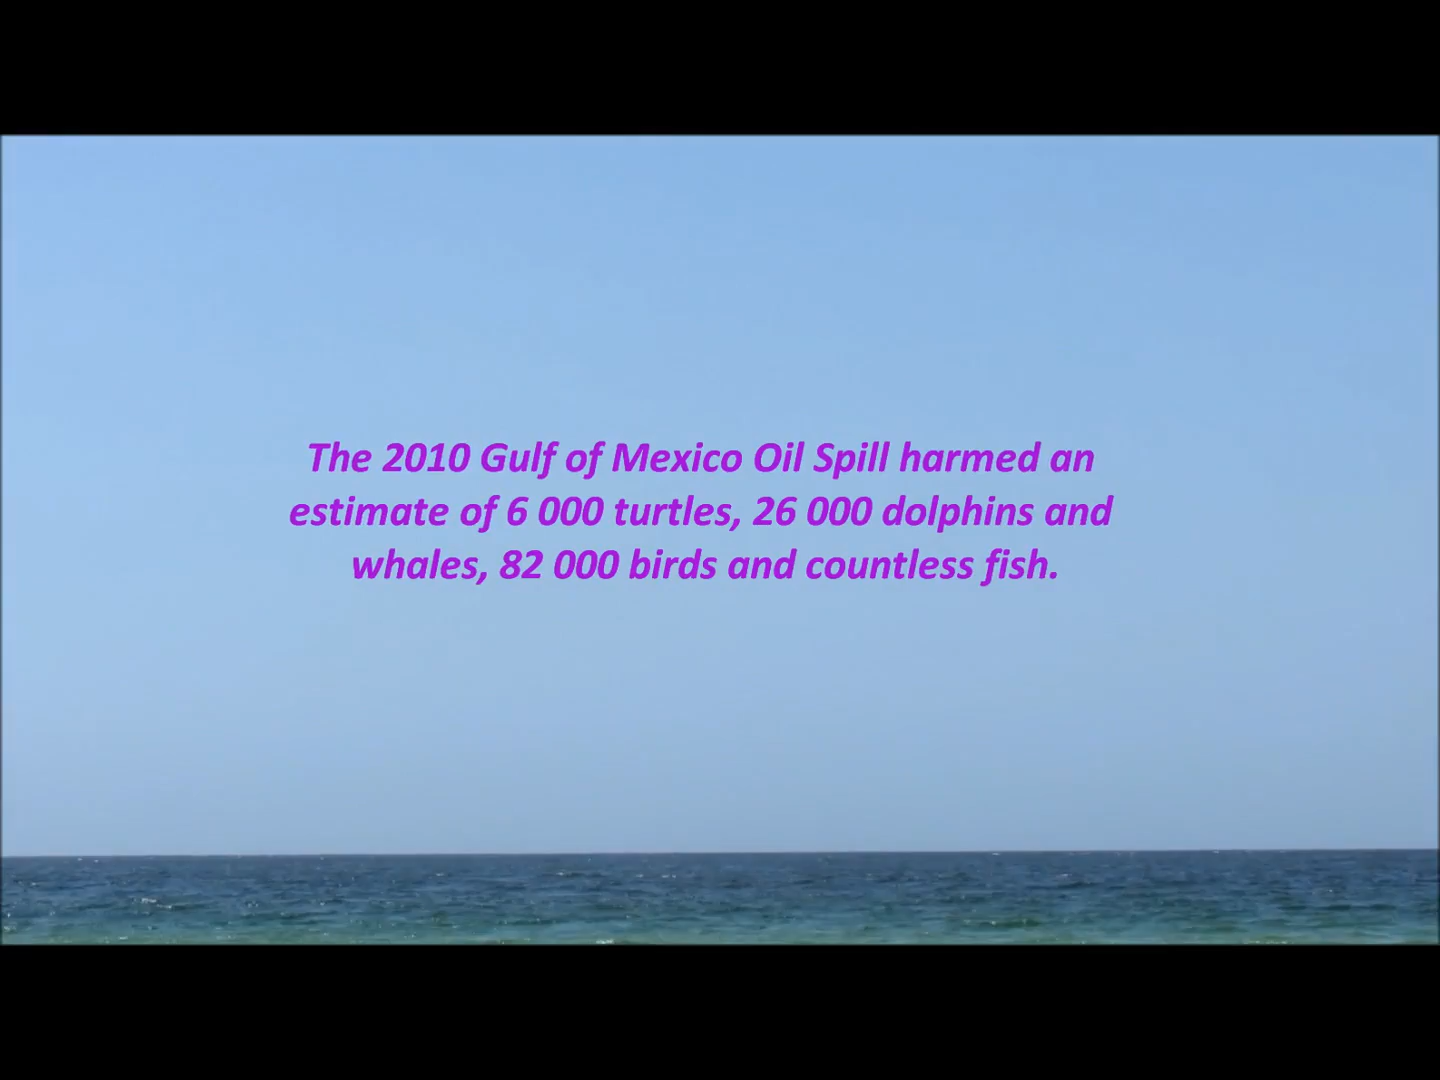 The 2010 Gulf of Mexico Oil Spill harmed an
estimate of 6 000 turtles, 26 000 dolphins and
whales, 82 000 birds and countless fish.